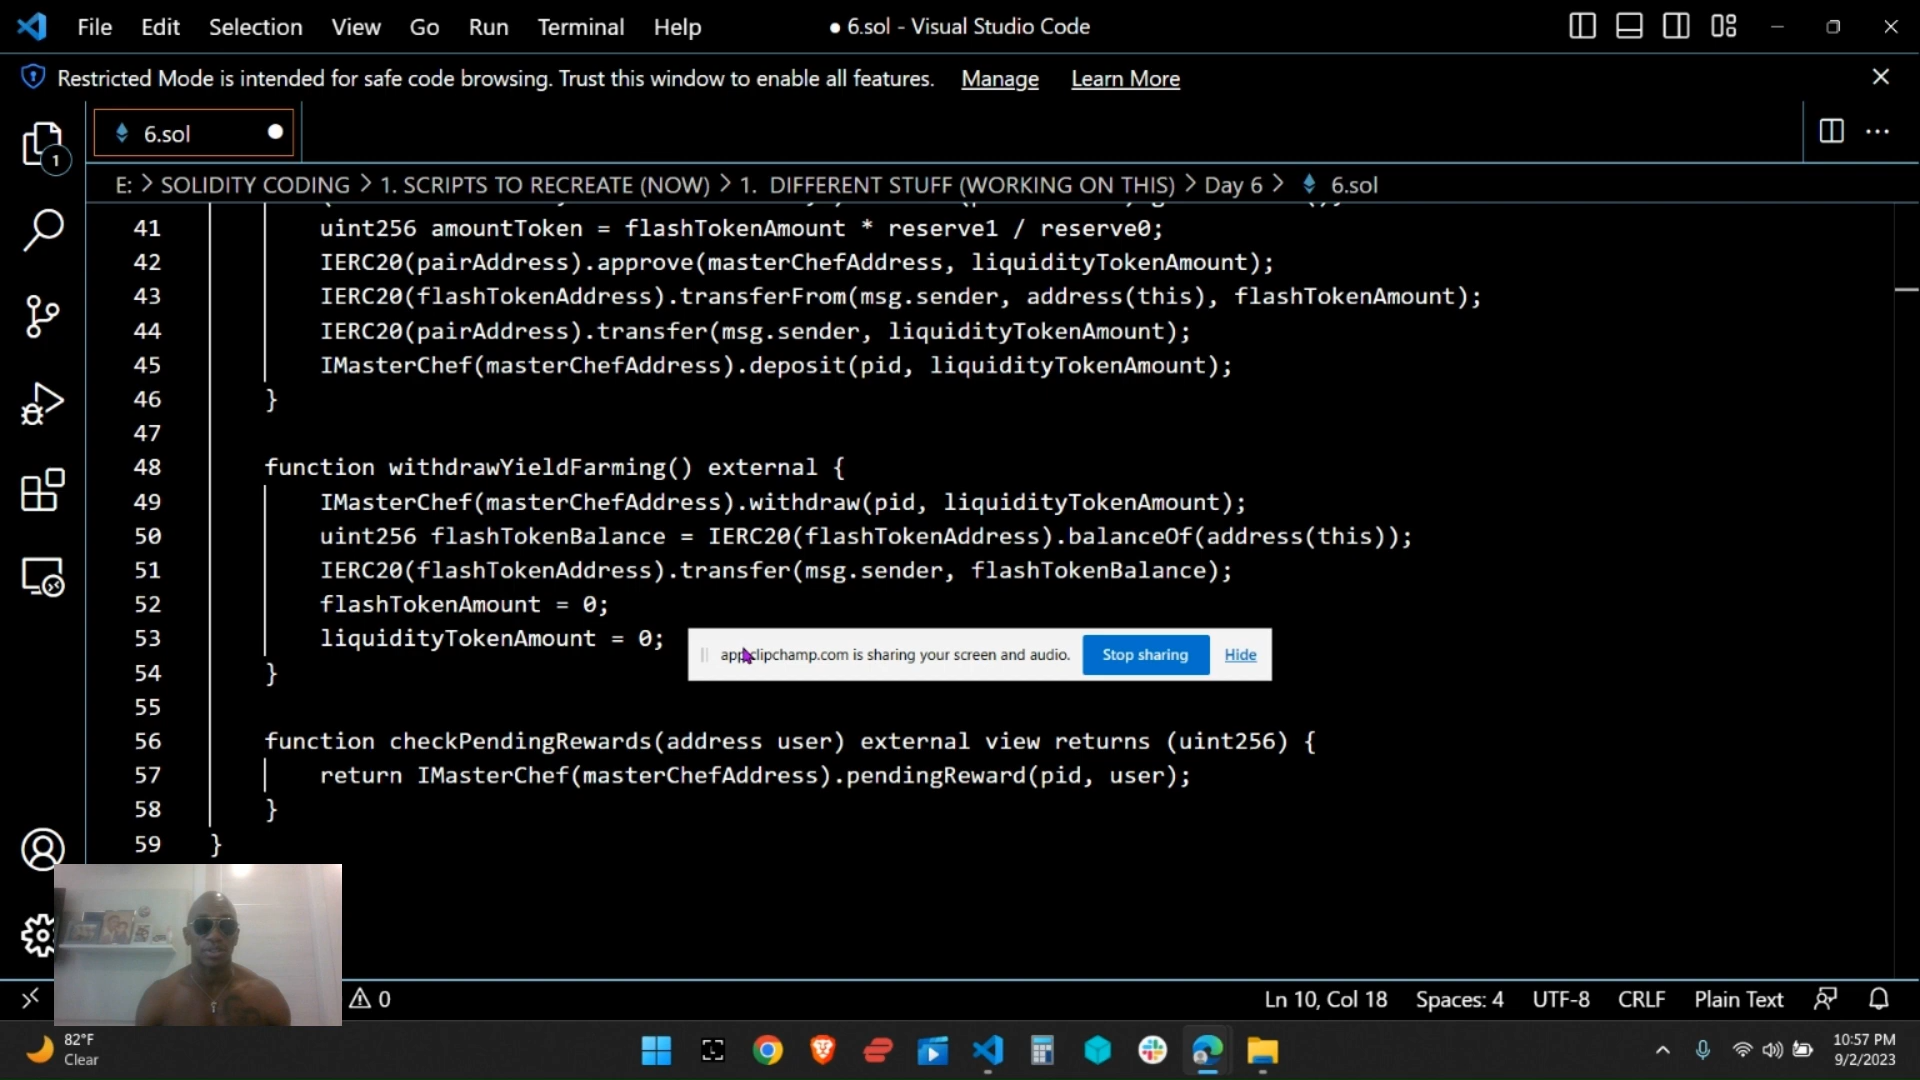 File Edit Selection View Go Run Terminal Help ● 6.sol - Visual Studio Code
Restricted Mode is intended for safe code browsing. Trust this window to enable all features. Manage Learn More
6.sol
1
E: > SOLIDITY CODING > 1. SCRIPTS TO RECREATE (NOW) > 1. DIFFERENT STUFF (WORKING ON THIS) > Day 6 > 6.sol
41 uint256 amountToken = flashTokenAmount * reserve1 / reserve0;
42 IERC20(pairAddress).approve(masterChefAddress, liquidityTokenAmount);
43 IERC20(flashTokenAddress).transferFrom(msg.sender, address(this), flashTokenAmount);
44 IERC20(pairAddress).transfer(msg.sender, liquidityTokenAmount);
45 IMasterChef(masterChefAddress).deposit(pid, liquidityTokenAmount);
46 }
47
48 function withdrawYieldFarming() external {
49 IMasterChef(masterChefAddress).withdraw(pid, liquidityTokenAmount);
50 uint256 flashTokenBalance = IERC20(flashTokenAddress).balanceOf(address(this));
51 IERC20(flashTokenAddress).transfer(msg.sender, flashTokenBalance);
52 flashTokenAmount = 0;
53 liquidityTokenAmount = 0;
app.clipchamp.com is sharing your screen and audio. Stop sharing Hide
54 }
55
56 function checkPendingRewards(address user) external view returns (uint256) {
57 return IMasterChef(masterChefAddress).pendingReward(pid, user);
58 }
59 }
0 Ln 10, Col 18 Spaces: 4 UTF-8 CRLF Plain Text
82°F
Clear
10:57 PM
9/2/2023